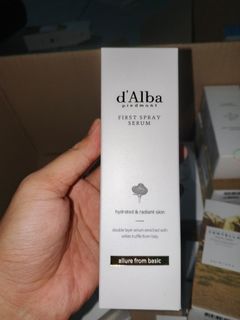 d'Alba
piedmont
FIRST SPRAY
SERUM
hydrated & radiant skin
double layer serum enriched with
white truffle from Italy
allure from basic